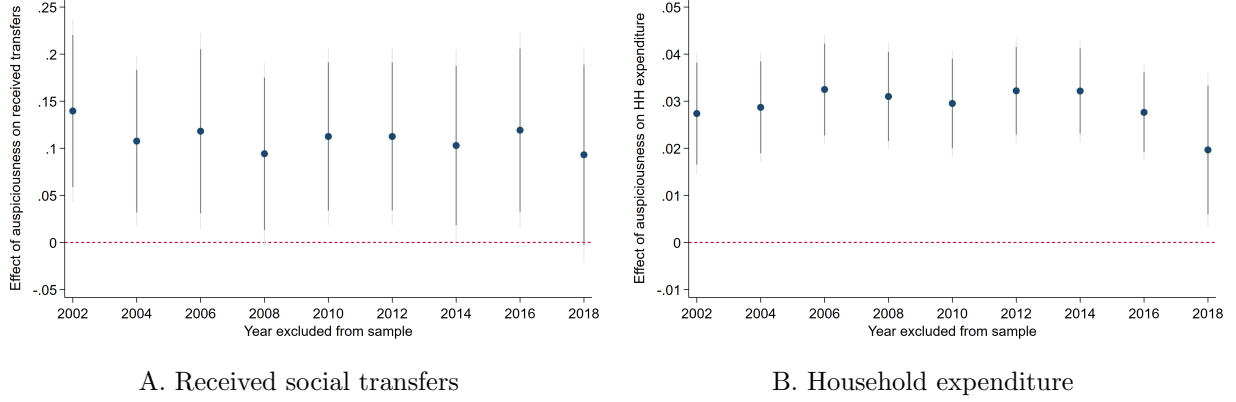 Effect of auspiciousness on received transfers
.25
.2
.15
.1
.05
0
-.05
2002 2004 2006 2008 2010 2012 2014 2016 2018
Year excluded from sample
A. Received social transfers
Effect of auspiciousness on HH expenditure
.05
.04
.03
.02
.01
0
-.01
2002 2004 2006 2008 2010 2012 2014 2016 2018
Year excluded from sample
B. Household expenditure